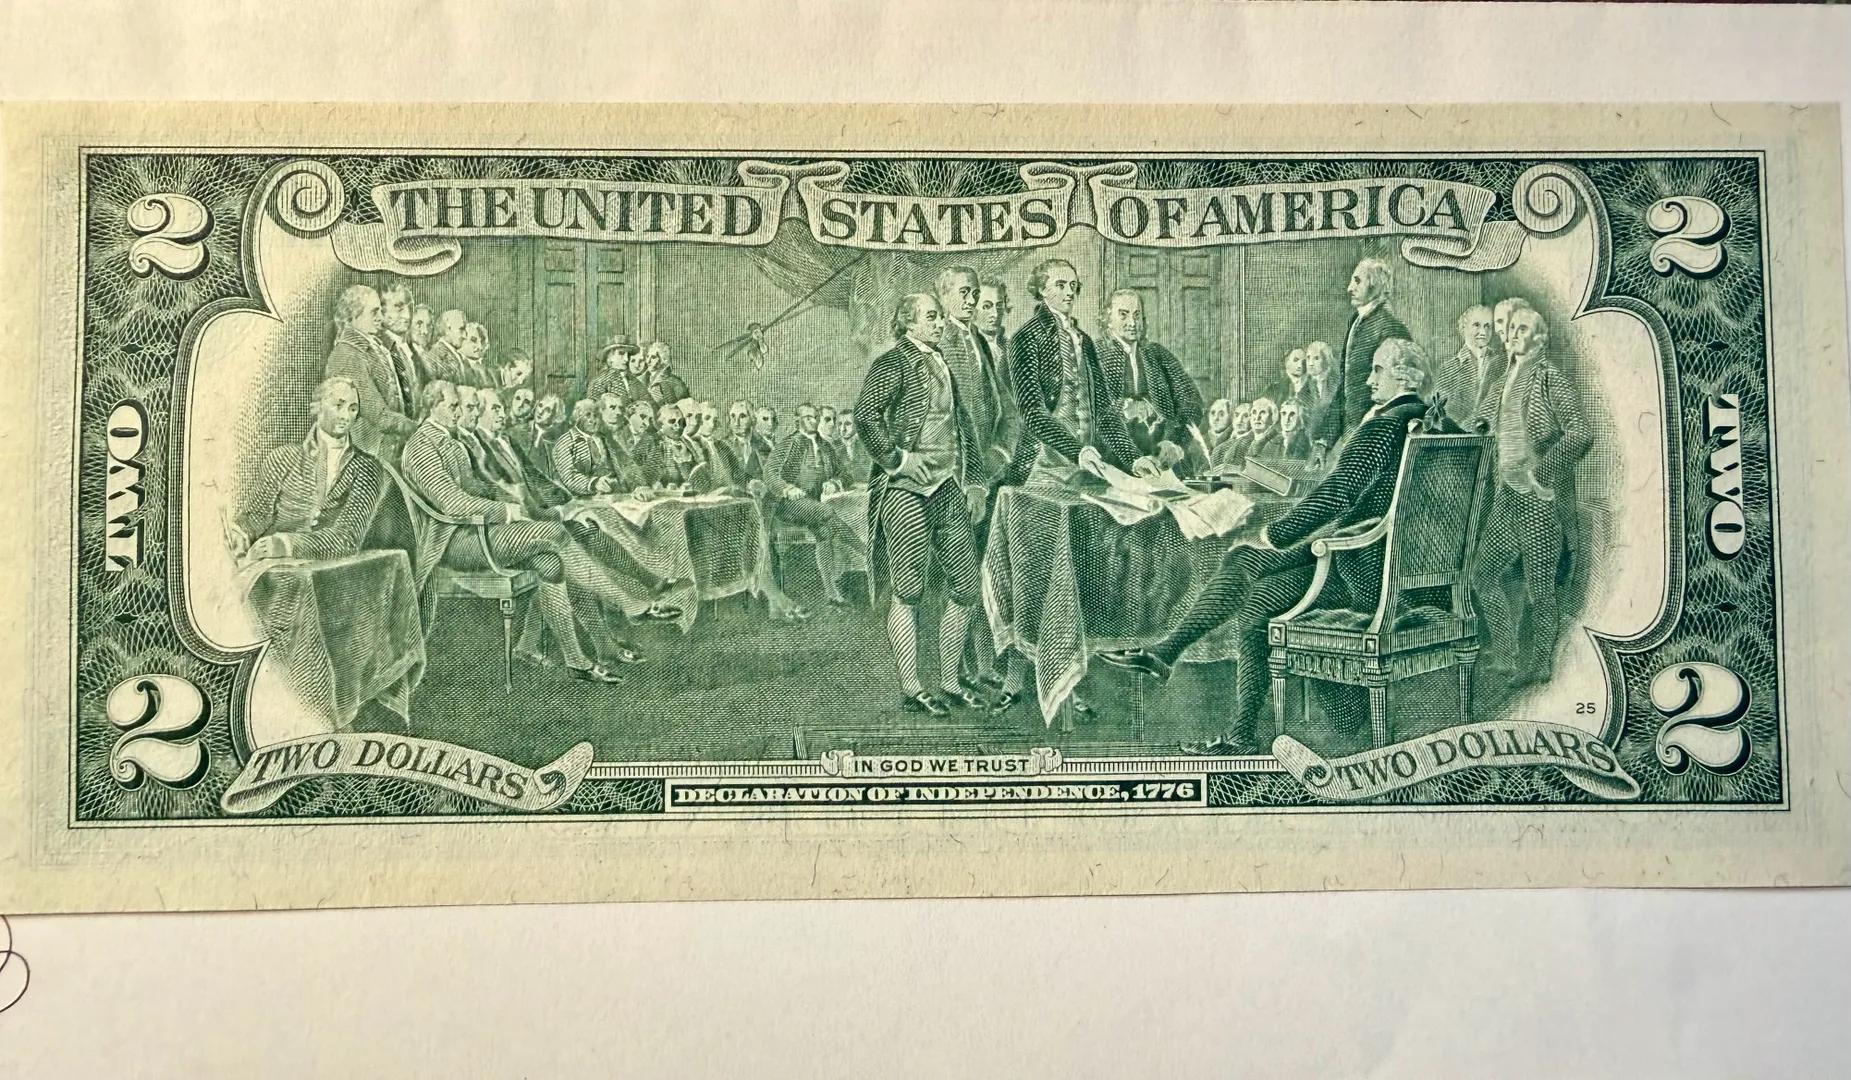 THE UNITED STATES OF AMERICA
2 2
TWO TWO
25
2 2
TWO DOLLARS TWO DOLLARS
IN GOD WE TRUST
DECLARATION OF INDEPENDENCE, 1776